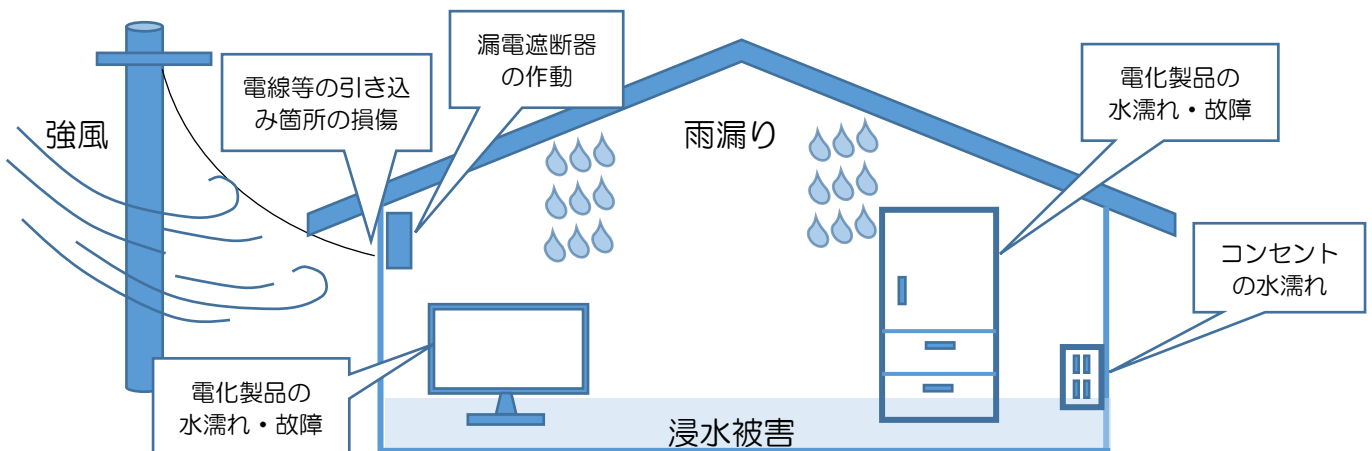 強風
電線等の引き込
み箇所の損傷
漏電遮断器
の作動
雨漏り
電化製品の
水濡れ・故障
コンセント
の水濡れ
電化製品の
水濡れ・故障
浸水被害